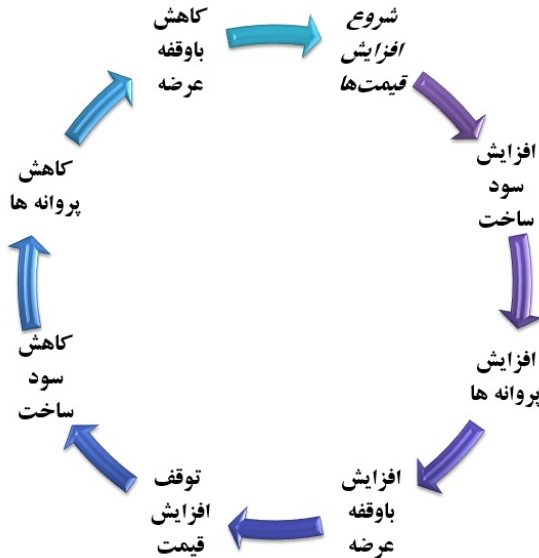 شروع
افزایش
قیمت‌ها
افزایش
سود
ساخت
افزایش
پروانه ها
افزایش
باوقفه
عرضه
توقف
افزایش
قیمت
کاهش
سود
ساخت
کاهش
پروانه ها
کاهش
باوقفه
عرضه